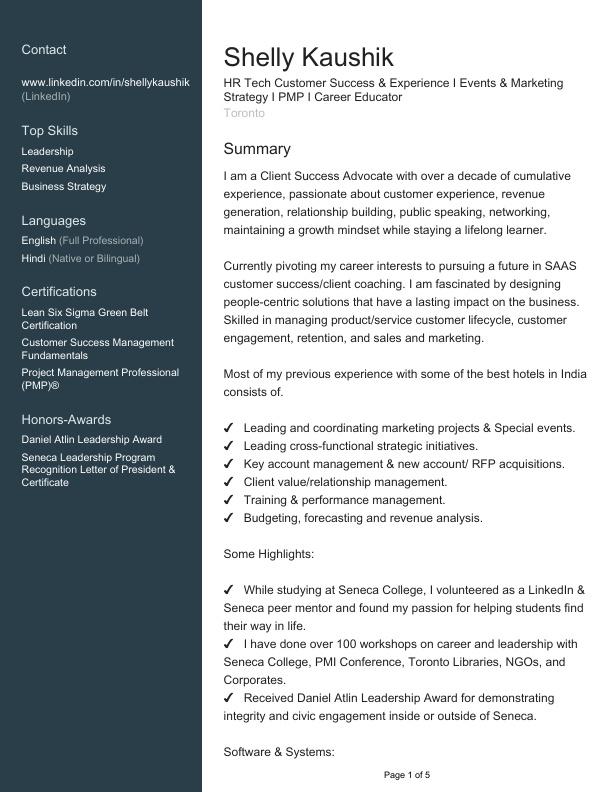 Contact
www.linkedin.com/in/shellykaushik
(LinkedIn)
Top Skills
Leadership
Revenue Analysis
Business Strategy
Languages
English (Full Professional)
Hindi (Native or Bilingual)
Certifications
Lean Six Sigma Green Belt
Certification
Customer Success Management
Fundamentals
Project Management Professional
(PMP)®
Honors-Awards
Daniel Atlin Leadership Award
Seneca Leadership Program
Recognition Letter of President &
Certificate
Shelly Kaushik
HR Tech Customer Success & Experience I Events & Marketing
Strategy I PMP I Career Educator
Toronto
Summary
I am a Client Success Advocate with over a decade of cumulative
experience, passionate about customer experience, revenue
generation, relationship building, public speaking, networking,
maintaining a growth mindset while staying a lifelong learner.
Currently pivoting my career interests to pursuing a future in SAAS
customer success/client coaching. I am fascinated by designing
people-centric solutions that have a lasting impact on the business.
Skilled in managing product/service customer lifecycle, customer
engagement, retention, and sales and marketing.
Most of my previous experience with some of the best hotels in India
consists of.
✓ Leading and coordinating marketing projects & Special events.
✓ Leading cross-functional strategic initiatives.
✓ Key account management & new account/ RFP acquisitions.
✓ Client value/relationship management.
✓ Training & performance management.
✓ Budgeting, forecasting and revenue analysis.
Some Highlights:
✓ While studying at Seneca College, I volunteered as a LinkedIn &
Seneca peer mentor and found my passion for helping students find
their way in life.
✓ I have done over 100 workshops on career and leadership with
Seneca College, PMI Conference, Toronto Libraries, NGOs, and
Corporates.
✓ Received Daniel Atlin Leadership Award for demonstrating
integrity and civic engagement inside or outside of Seneca.
Software & Systems:
Page 1 of 5